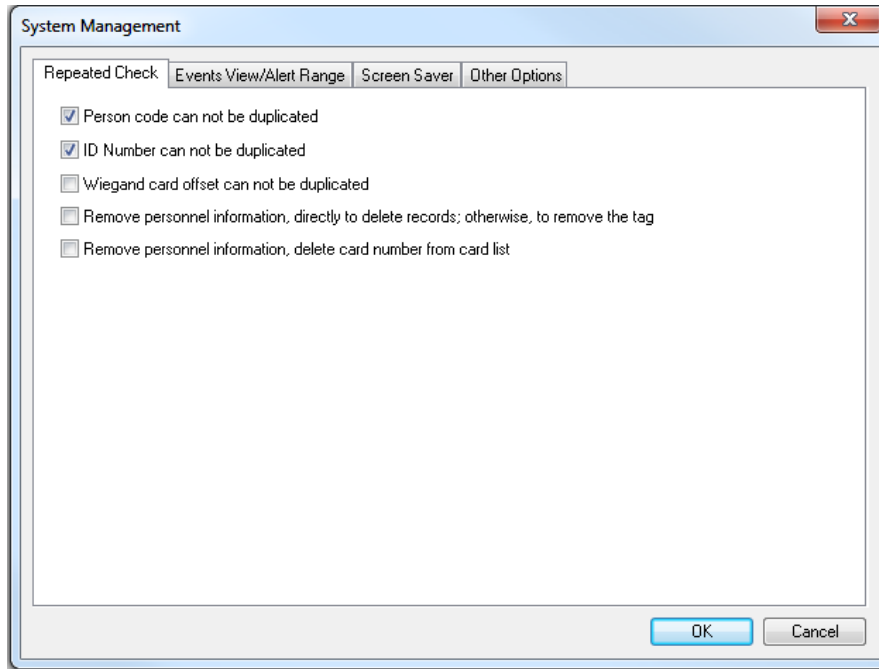 System Management
Repeated Check Events View/Alert Range Screen Saver Other Options
Person code can not be duplicated
ID Number can not be duplicated
Wiegand card offset can not be duplicated
Remove personnel information, directly to delete records; otherwise, to remove the tag
Remove personnel information, delete card number from card list
OK Cancel